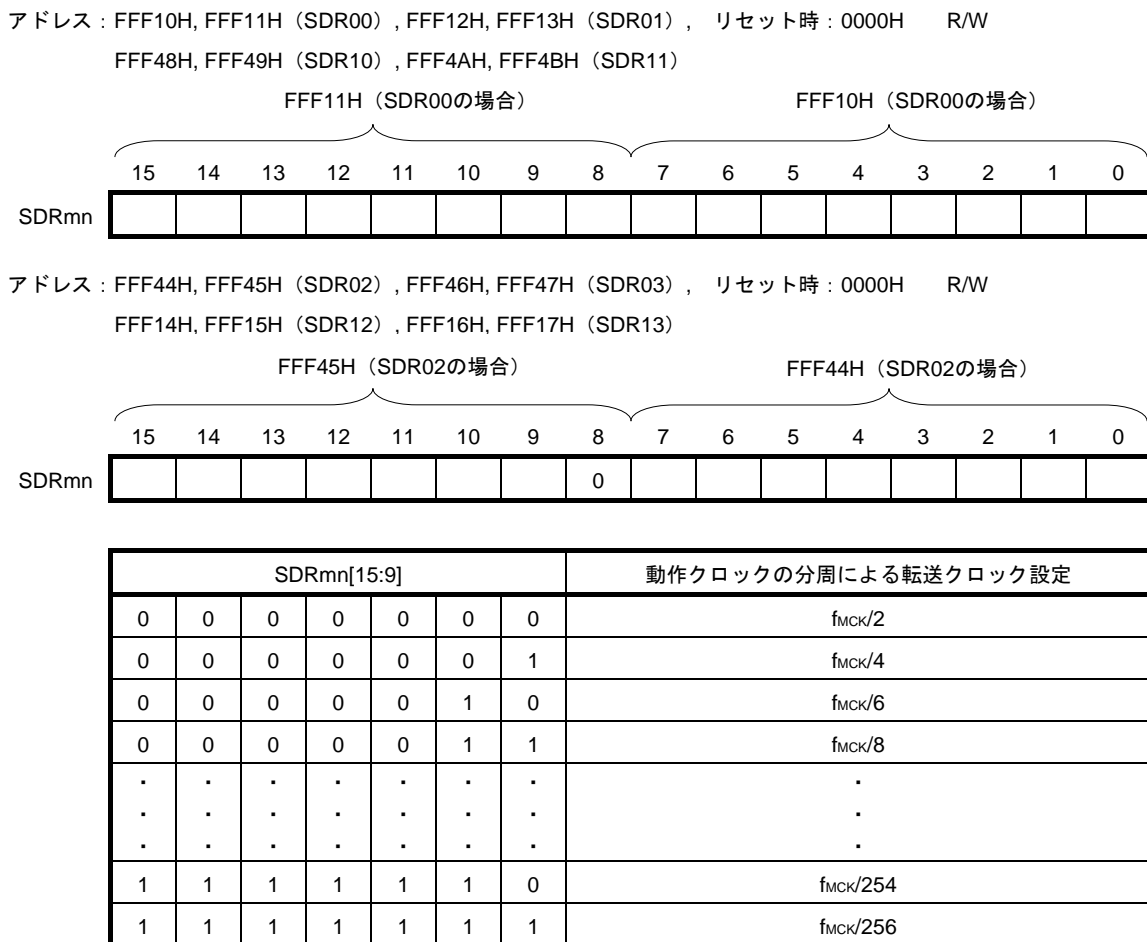 アドレス：FFF10H, FFF11H（SDR00）, FFF12H, FFF13H（SDR01）, リセット時：0000H R/W
FFF48H, FFF49H（SDR10）, FFF4AH, FFF4BH（SDR11）
FFF11H（SDR00の場合） FFF10H（SDR00の場合）
15 14 13 12 11 10 9 8 7 6 5 4 3 2 1 0
SDRmn
アドレス：FFF44H, FFF45H（SDR02）, FFF46H, FFF47H（SDR03）, リセット時：0000H R/W
FFF14H, FFF15H（SDR12）, FFF16H, FFF17H（SDR13）
FFF45H（SDR02の場合） FFF44H（SDR02の場合）
15 14 13 12 11 10 9 8 7 6 5 4 3 2 1 0
SDRmn 0
SDRmn[15:9] 動作クロックの分周による転送クロック設定
0 0 0 0 0 0 0 fMCK/2
0 0 0 0 0 0 1 fMCK/4
0 0 0 0 0 1 0 fMCK/6
0 0 0 0 0 1 1 fMCK/8
・ ・ ・ ・ ・ ・ ・ ・
・ ・ ・ ・ ・ ・ ・ ・
・ ・ ・ ・ ・ ・ ・ ・
1 1 1 1 1 1 0 fMCK/254
1 1 1 1 1 1 1 fMCK/256